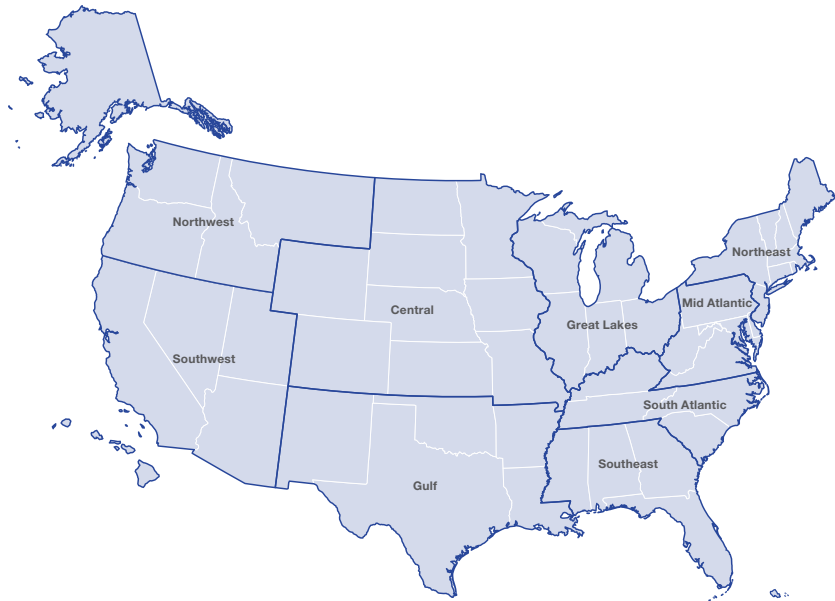 Northwest
Northeast
Mid Atlantic
Central
Great Lakes
Southwest
South Atlantic
Southeast
Gulf